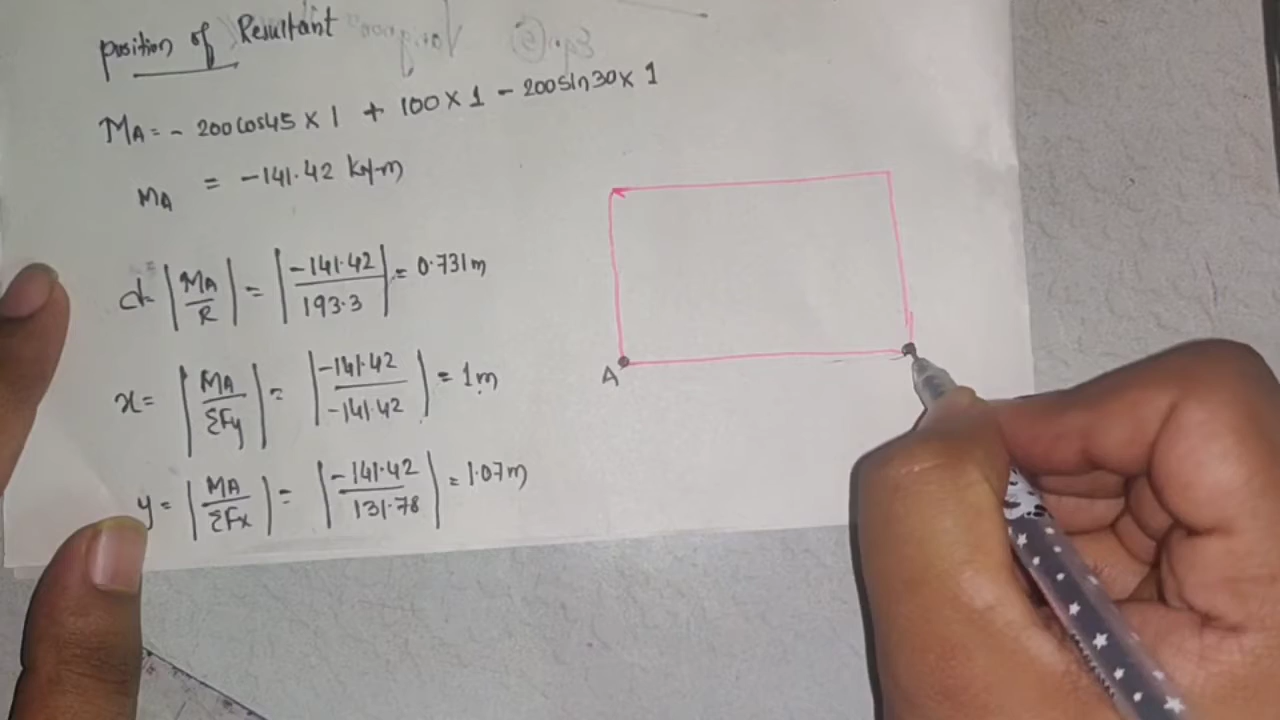 Position of Resultant
MA = - 200cos45 × 1 + 100 × 1 - 200sin30 × 1
MA = -141.42 kN-m
d = |MA/R| = |-141.42/193.3| = 0.731m
x = |MA/ΣFy| = |-141.42/-141.42| = 1m
y = |MA/ΣFx| = |-141.42/131.78| = 1.07m
A